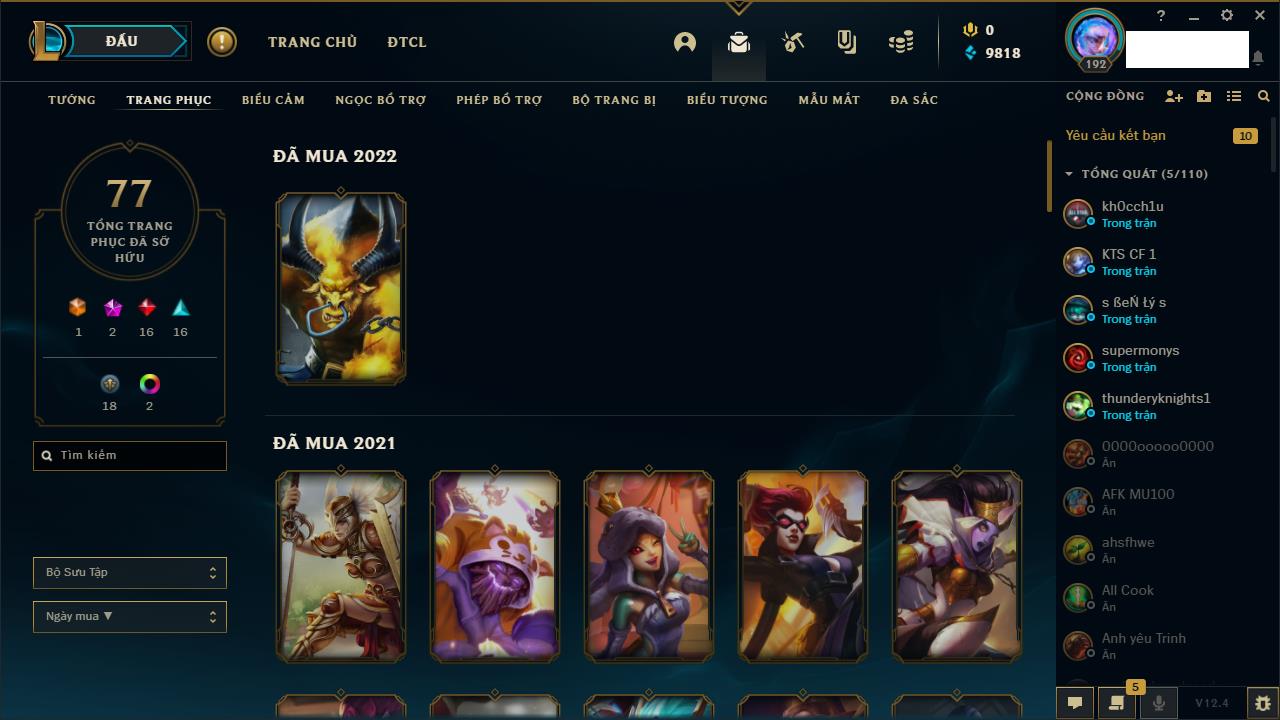 ĐẤU
TRANG CHỦ
ĐTCL
0
9818
192
TƯỚNG
TRANG PHỤC
BIỂU CẢM
NGỌC BỔ TRỢ
PHÉP BỔ TRỢ
BỘ TRANG BỊ
BIỂU TƯỢNG
MẪU MẮT
ĐA SẮC
77
TỔNG TRANG
PHỤC ĐÃ SỞ
HỮU
1
2
16
16
18
2
Tìm kiếm
Bộ Sưu Tập
Ngày mua ▼
ĐÃ MUA 2022
ĐÃ MUA 2021
CỘNG ĐỒNG
Yêu cầu kết bạn
10
TỔNG QUÁT (5/110)
kh0cch1u
Trong trận
KTS CF 1
Trong trận
s ßeŇ Łý s
Trong trận
supermonys
Trong trận
thunderyknights1
Trong trận
0000ooooo0000
Ẩn
AFK MU100
Ẩn
ahsfhwe
Ẩn
All Cook
Ẩn
Anh yêu Trinh
Ẩn
5
V12.4